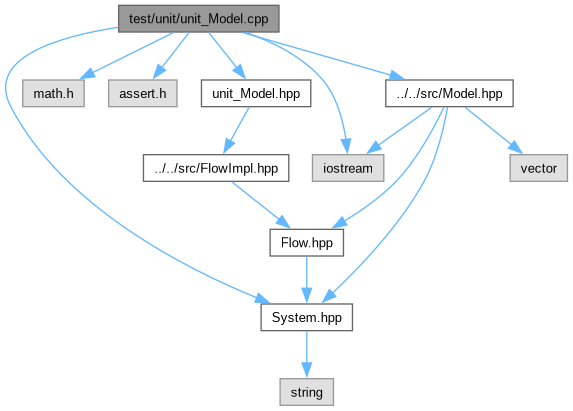 test/unit/unit_Model.cpp
math.h
assert.h
unit_Model.hpp
../../src/Model.hpp
../../src/FlowImpl.hpp
iostream
vector
Flow.hpp
System.hpp
string